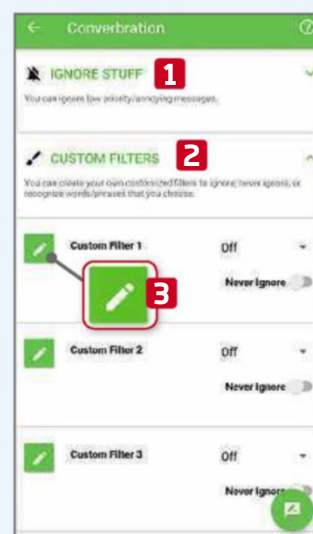 Converbration
IGNORE STUFF 1
You can ignore low priority/annoying messages.
CUSTOM FILTERS 2
You can create your own customized filters to ignore, never ignore, or
recognize words/phrases that you choose.
Custom Filter 1 Off
3 Never Ignore
Custom Filter 2 Off
Never Ignore
Custom Filter 3 Off
Never Ignore